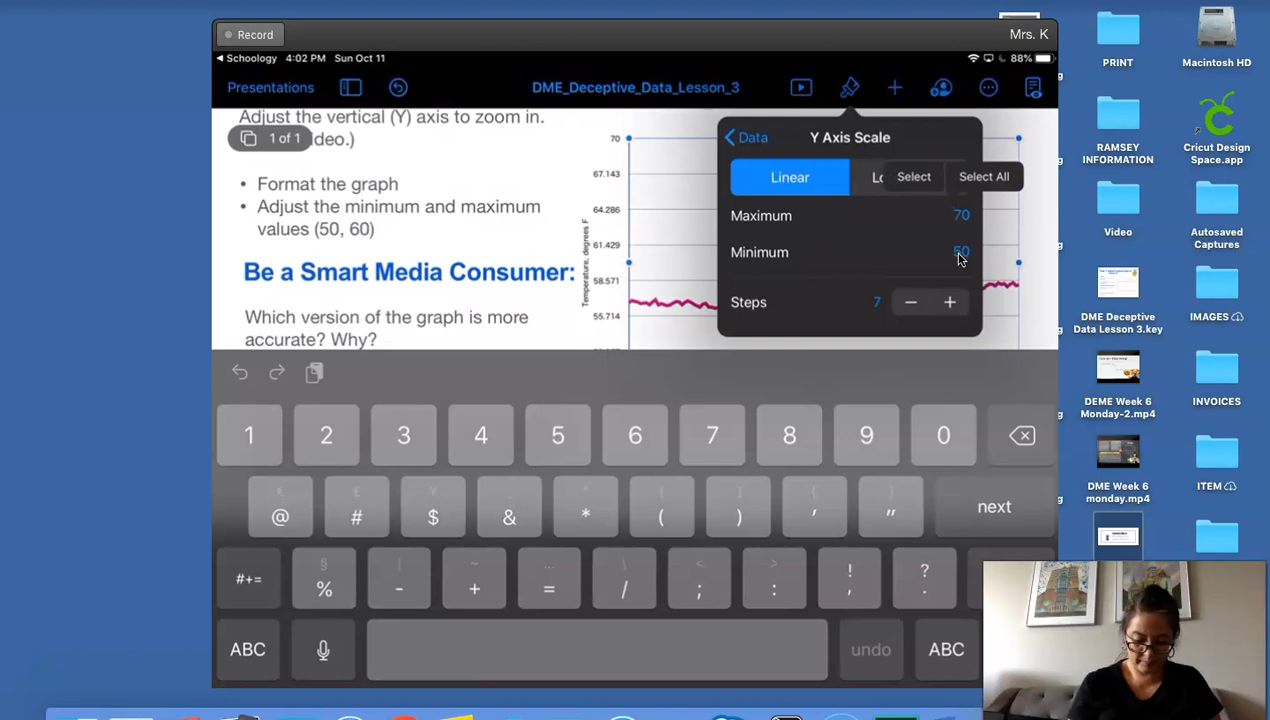 Record
Mrs. K
Schoology 4:02 PM Sun Oct 11
88%
Presentations
DME_Deceptive_Data_Lesson_3
Adjust the vertical (Y) axis to zoom in.
1 of 1
deo.)
• Format the graph
• Adjust the minimum and maximum
values (50, 60)
Be a Smart Media Consumer:
Which version of the graph is more
accurate? Why?
70
67.143
64.286
61.429
58.571
55.714
Temperature, degrees F
Data
Y Axis Scale
Linear
Lo
Select
Select All
Maximum
70
Minimum
50
Steps
7
−
+
1 2 3 4 5 6 7 8 9 0
€ £ ¥ _ ^ [ ] { }
@ # $ & * ( ) ' "
next
§ | ~ … \ < > ! ?
#+= % - + = / ; : , .
ABC
undo
ABC
PRINT
Macintosh HD
RAMSEY
INFORMATION
Cricut Design
Space.app
Video
Autosaved
Captures
DME Deceptive
Data Lesson 3.key
IMAGES
DEME Week 6
Monday-2.mp4
INVOICES
DME Week 6
monday.mp4
ITEM